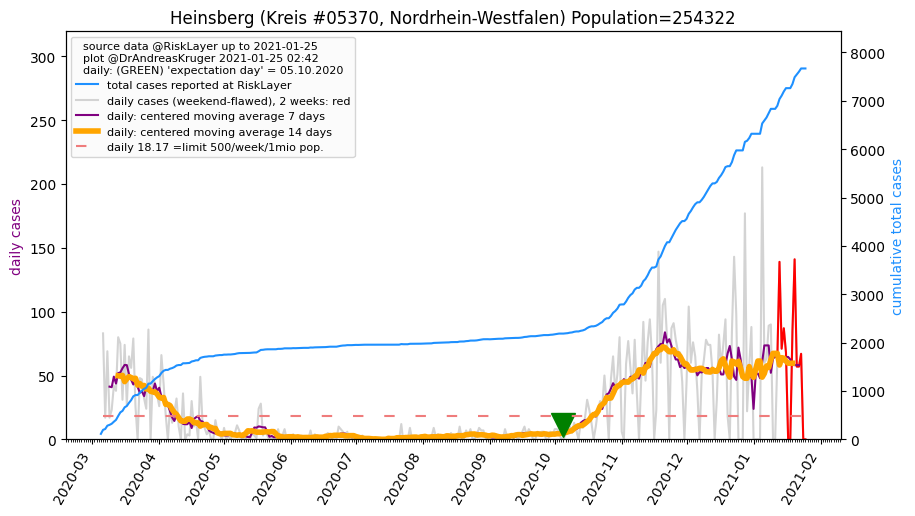 Heinsberg (Kreis #05370, Nordrhein-Westfalen) Population=254322
source data @RiskLayer up to 2021-01-25
plot @DrAndreasKruger 2021-01-25 02:42
daily: (GREEN) 'expectation day' = 05.10.2020
total cases reported at RiskLayer
daily cases (weekend-flawed), 2 weeks: red
daily: centered moving average 7 days
daily: centered moving average 14 days
daily 18.17 =limit 500/week/1mio pop.
daily cases
300
250
200
150
100
50
0
cumulative total cases
8000
7000
6000
5000
4000
3000
2000
1000
0
2020-03
2020-04
2020-05
2020-06
2020-07
2020-08
2020-09
2020-10
2020-11
2020-12
2021-01
2021-02